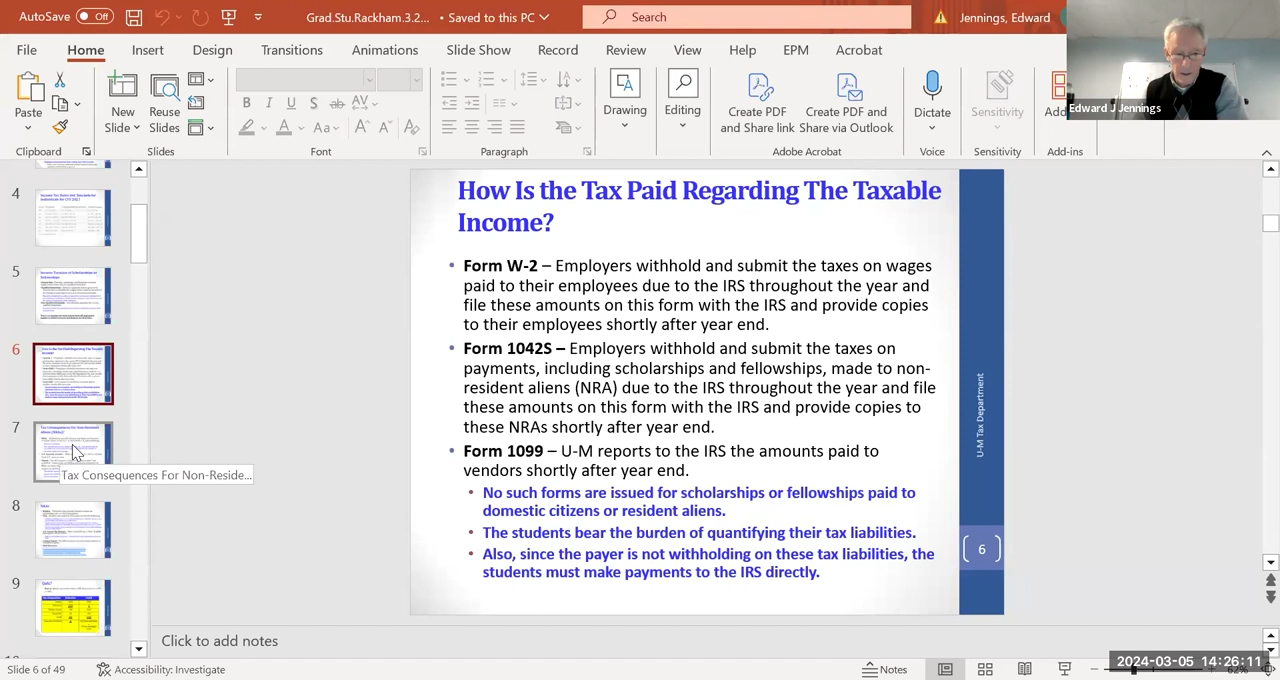 AutoSave Off
Grad.Stu.Rackham.3.2... • Saved to this PC
Search
Jennings, Edward
File Home Insert Design Transitions Animations Slide Show Record Review View Help EPM Acrobat
Edward J Jennings
Paste
New Slide
Reuse Slides
Drawing
Editing
Create PDF and Share link
Create PDF and Share via Outlook
Dictate
Sensitivity
Clipboard Slides Font Paragraph Adobe Acrobat Voice Sensitivity Add-ins
4
5
6
7
Tax Consequences For Non-Reside...
8
9
How Is the Tax Paid Regarding The Taxable
Income?
• Form W-2 – Employers withhold and submit the taxes on wages
paid to their employees due to the IRS throughout the year and
file these amounts on this form with the IRS and provide copies
to their employees shortly after year end.
• Form 1042S – Employers withhold and submit the taxes on
payments, including scholarships and fellowships, made to non-
resident aliens (NRA) due to the IRS throughout the year and file
these amounts on this form with the IRS and provide copies to
these NRAs shortly after year end.
• Form 1099 – U-M reports to the IRS the amounts paid to
vendors shortly after year end.
• No such forms are issued for scholarships or fellowships paid to
domestic citizens or resident aliens.
• The students bear the burden of quantifying their tax liabilities.
• Also, since the payer is not withholding on these tax liabilities, the
students must make payments to the IRS directly.
U-M Tax Department
6
Click to add notes
Slide 6 of 49
Accessibility: Investigate
Notes
2024-03-05 14:26:11